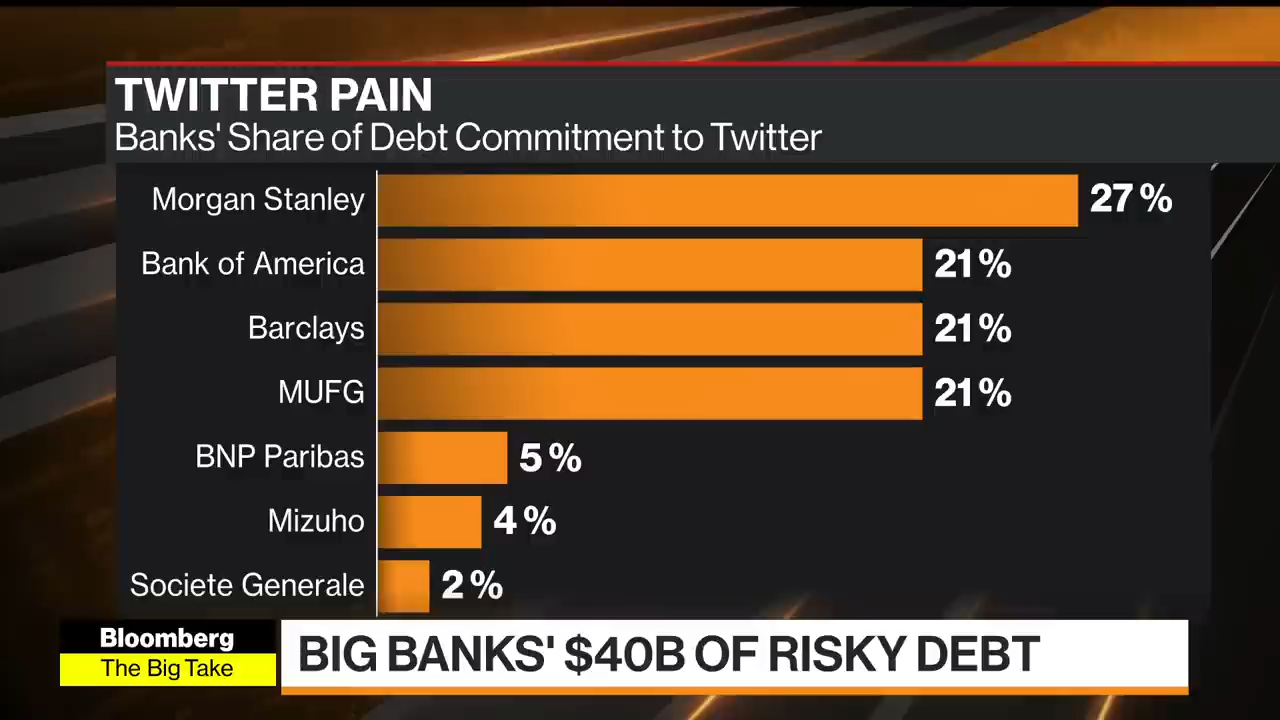 TWITTER PAIN
Banks' Share of Debt Commitment to Twitter
Morgan Stanley 27%
Bank of America 21%
Barclays 21%
MUFG 21%
BNP Paribas 5%
Mizuho 4%
Societe Generale 2%
Bloomberg
The Big Take
BIG BANKS' $40B OF RISKY DEBT